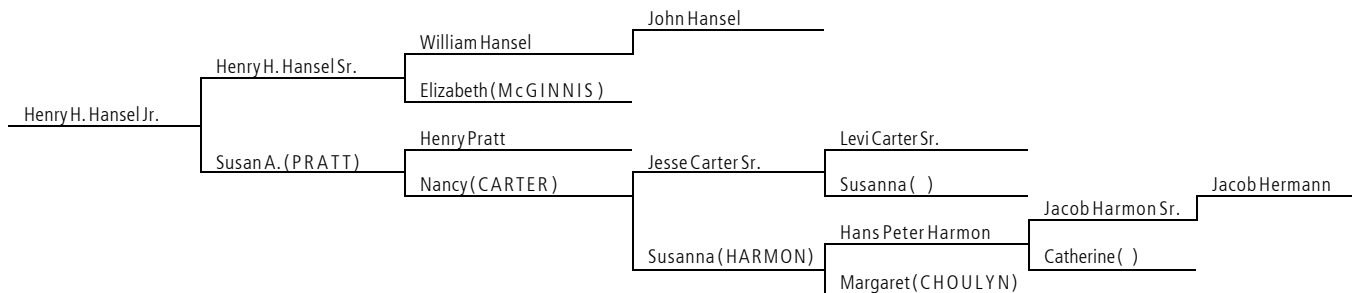 John Hansel
William Hansel
Henry H. Hansel Sr.
Elizabeth (McGINNIS)
Henry H. Hansel Jr.
Henry Pratt
Levi Carter Sr.
Susan A. (PRATT)
Jesse Carter Sr.
Nancy (CARTER)
Susanna ( )
Jacob Hermann
Jacob Harmon Sr.
Hans Peter Harmon
Susanna (HARMON)
Catherine ( )
Margaret (CHOULYN)